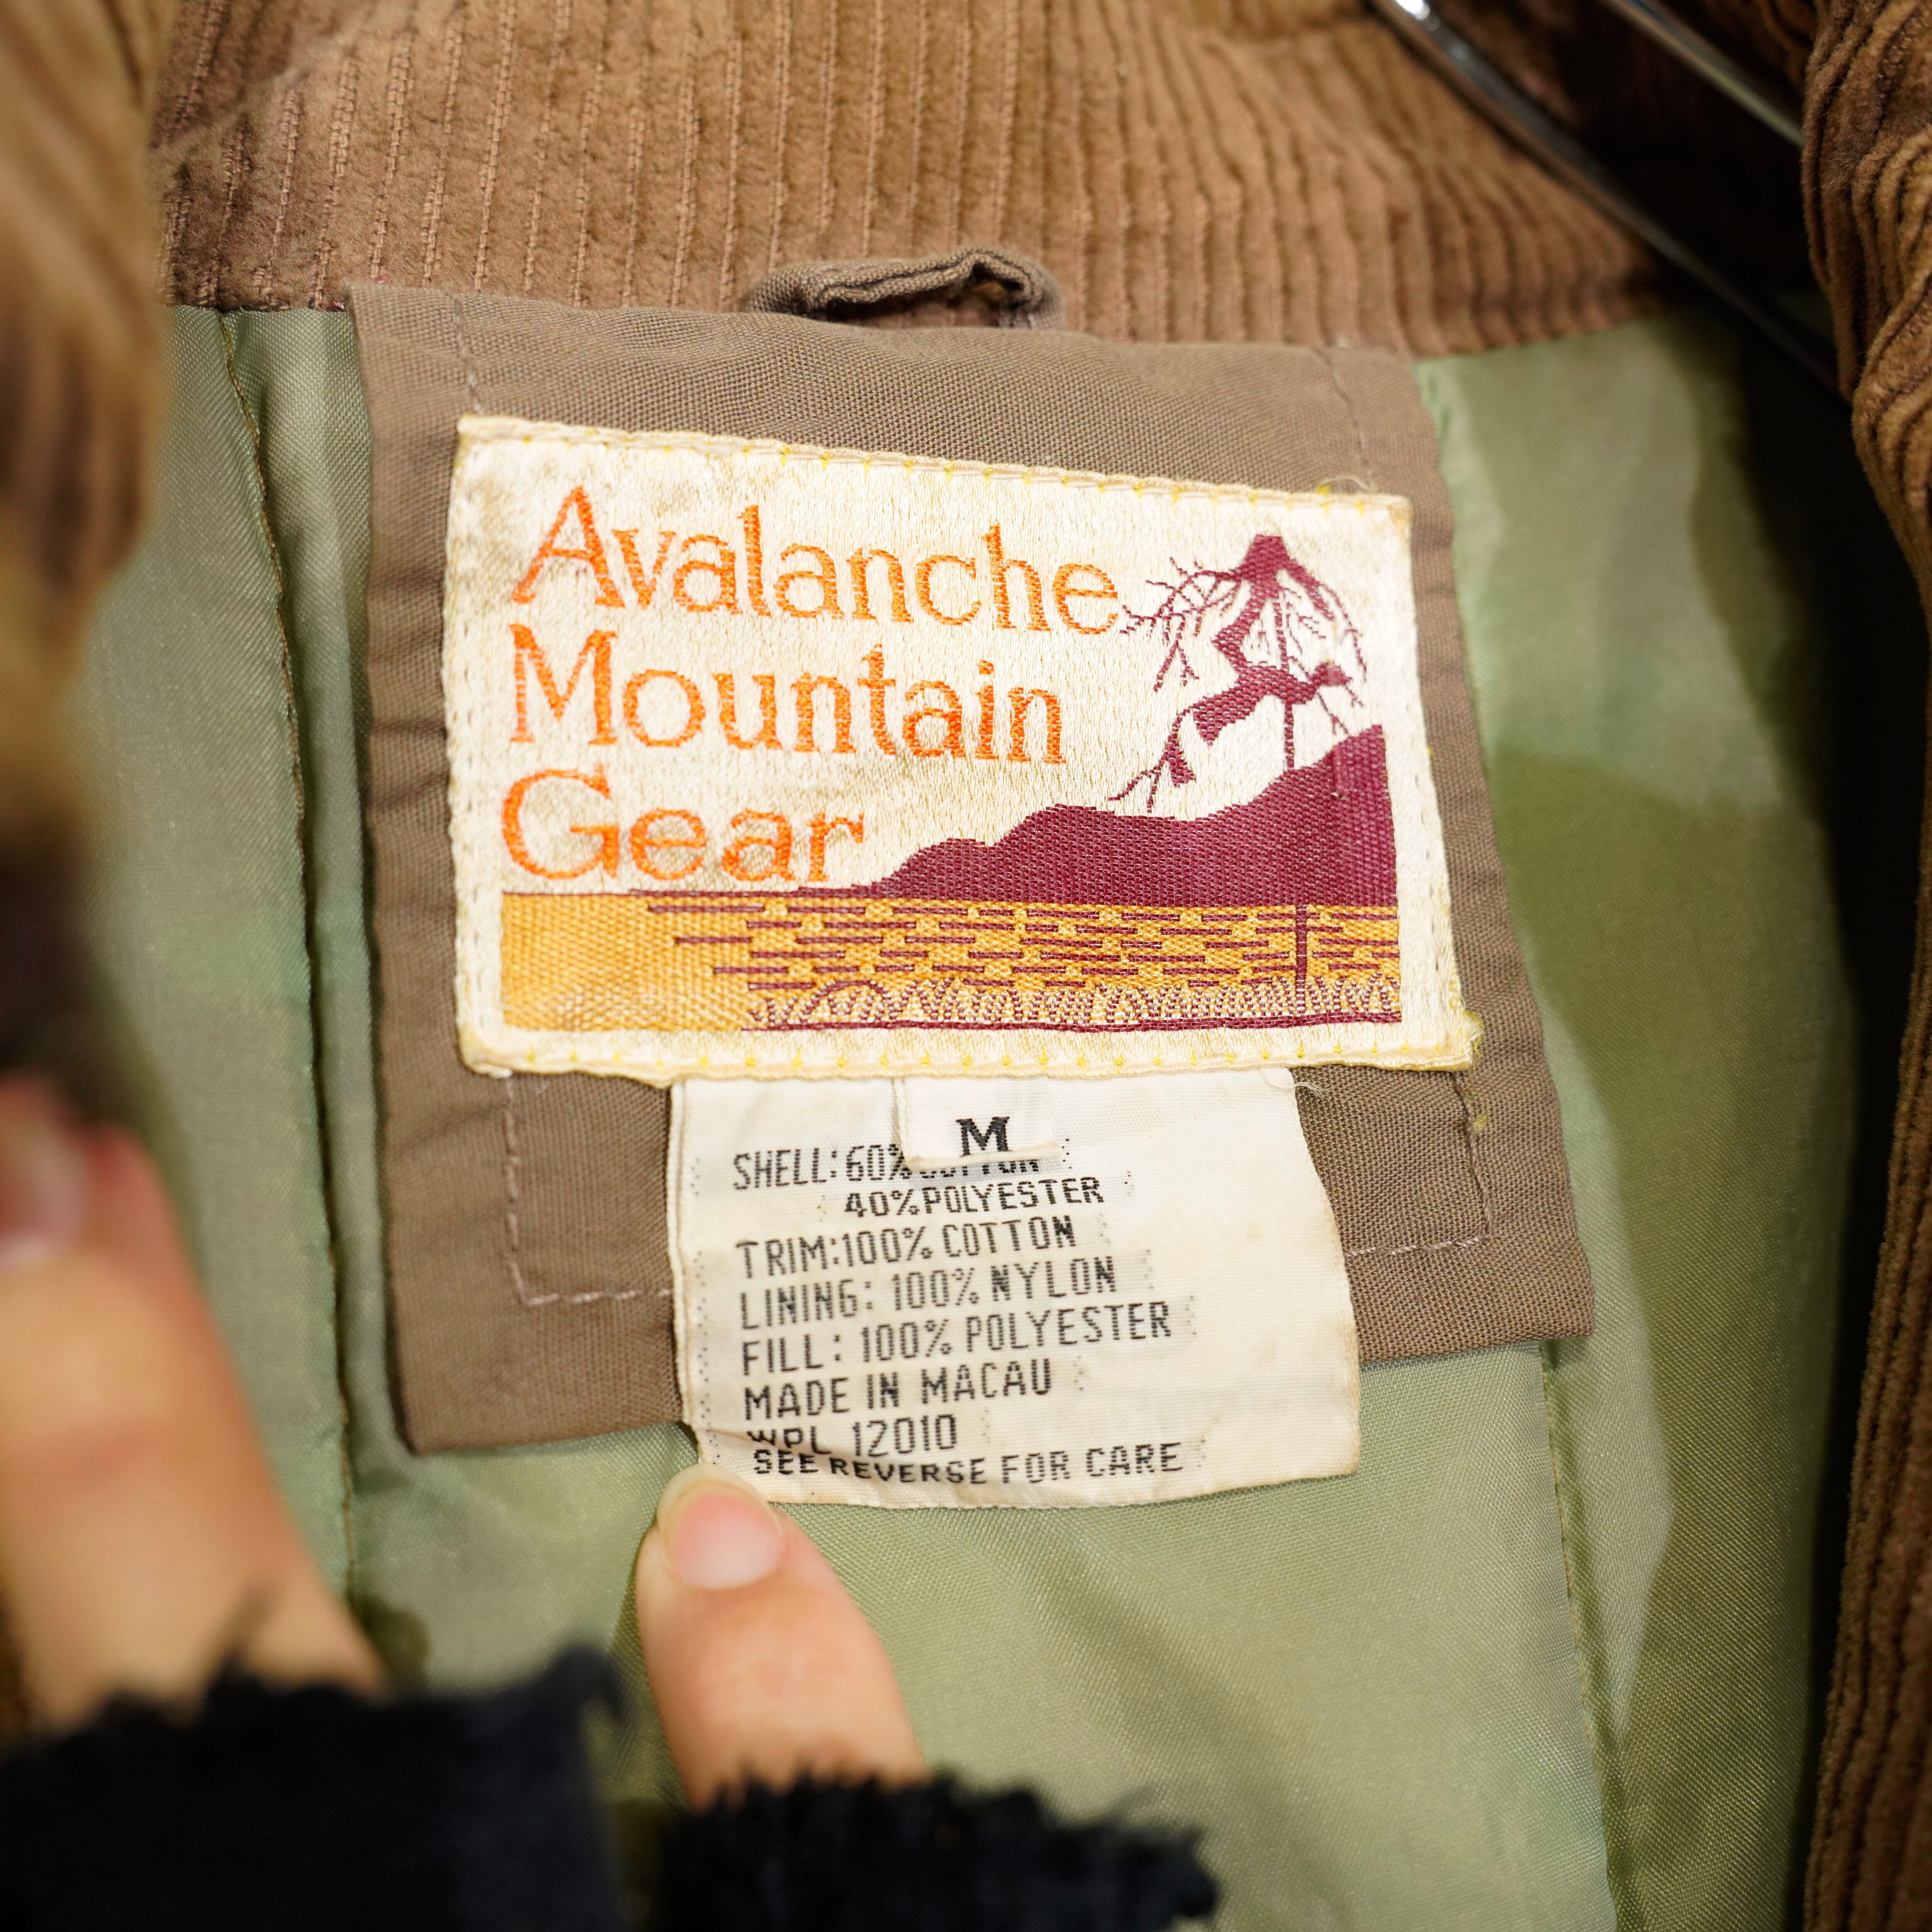 Avalanche
Mountain
Gear
M
SHELL: 60% COTTON
40% POLYESTER
TRIM: 100% COTTON
LINING: 100% NYLON
FILL: 100% POLYESTER
MADE IN MACAU
WPL 12010
SEE REVERSE FOR CARE